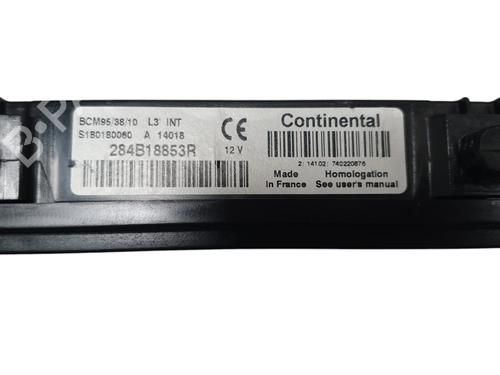 BCM95/38/10 L3' INT
S180180060 A 14018
284B18853R
12 V
CE
Continental
2/ 14102/ 740220876
Made in France
Homologation
See user's manual